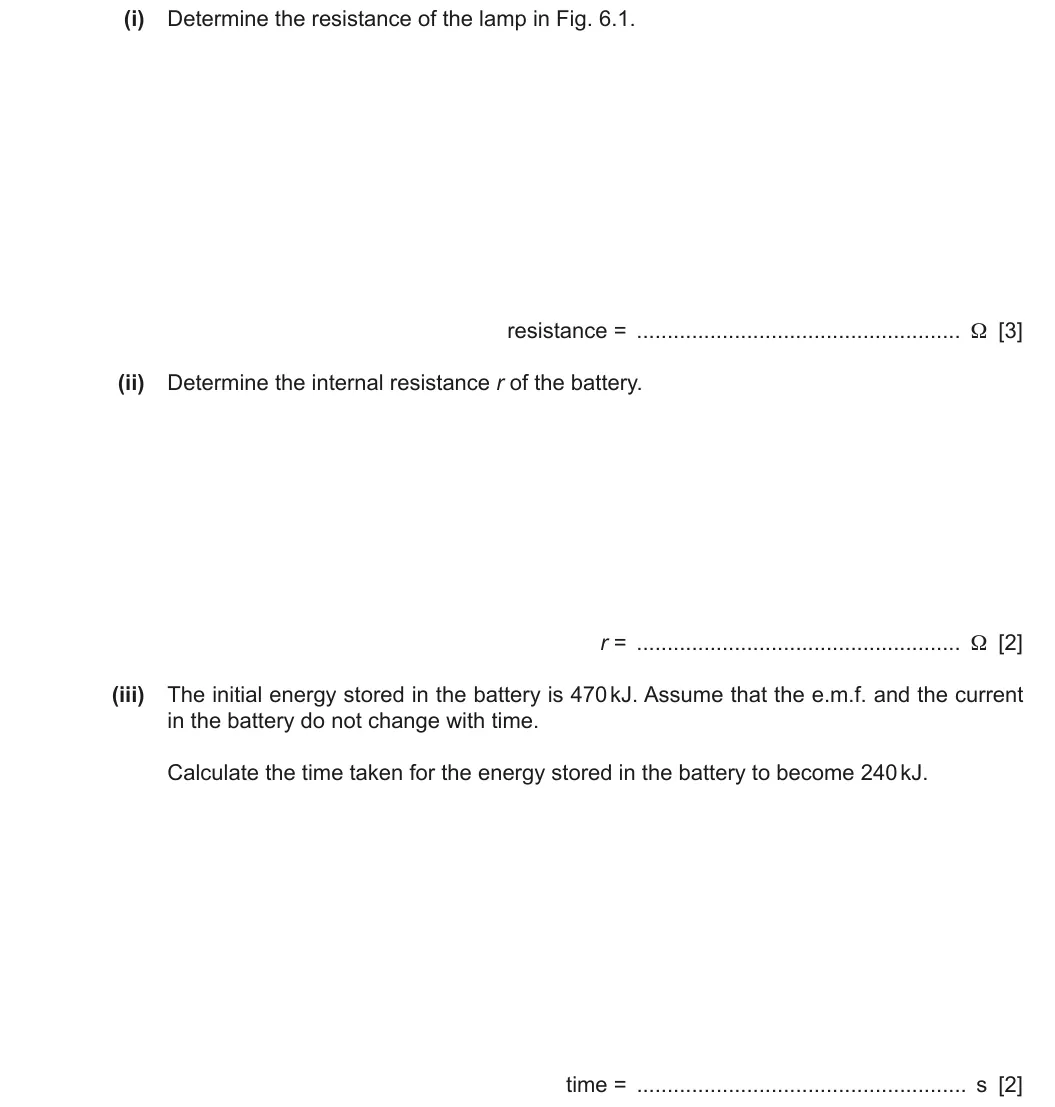 (i) Determine the resistance of the lamp in Fig. 6.1.
resistance = ..................................................... Ω [3]
(ii) Determine the internal resistance r of the battery.
r = ..................................................... Ω [2]
(iii) The initial energy stored in the battery is 470 kJ. Assume that the e.m.f. and the current
in the battery do not change with time.
Calculate the time taken for the energy stored in the battery to become 240 kJ.
time = ...................................................... s [2]